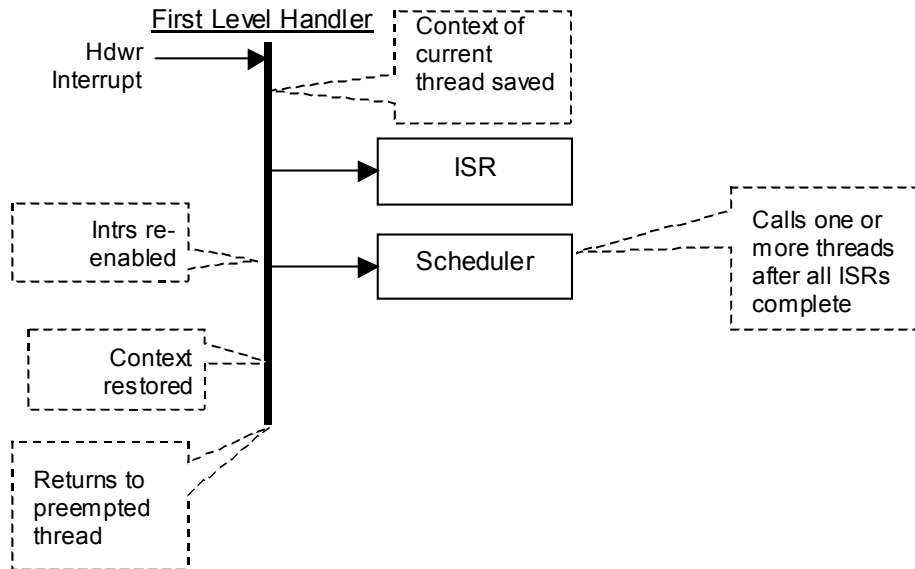 First Level Handler
Hdwr
Interrupt
Context of
current
thread saved
ISR
Intrs re-
enabled
Scheduler
Calls one or
more threads
after all ISRs
complete
Context
restored
Returns to
preempted
thread